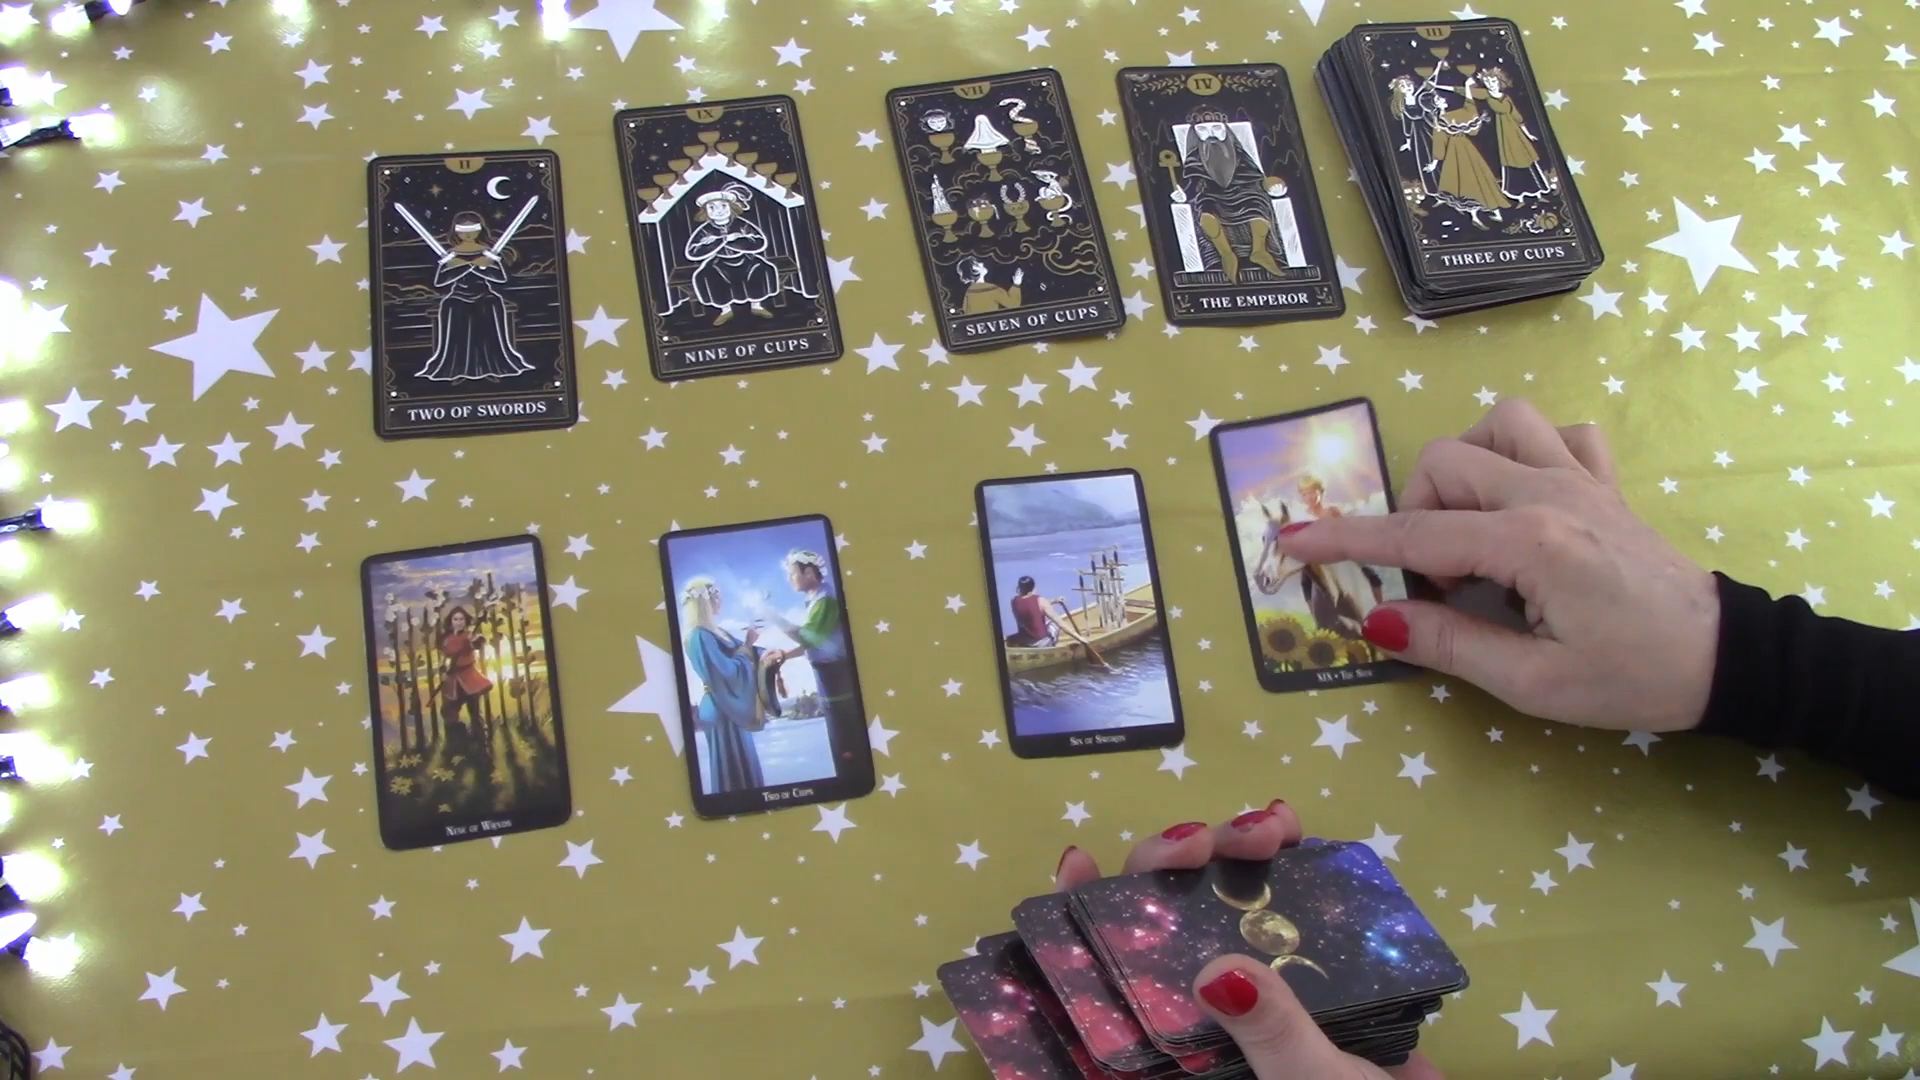 II
TWO OF SWORDS
IX
NINE OF CUPS
VII
SEVEN OF CUPS
IV
THE EMPEROR
III
THREE OF CUPS
NINE OF WANDS
TWO OF CUPS
SIX OF SWORDS
XIX • THE SUN